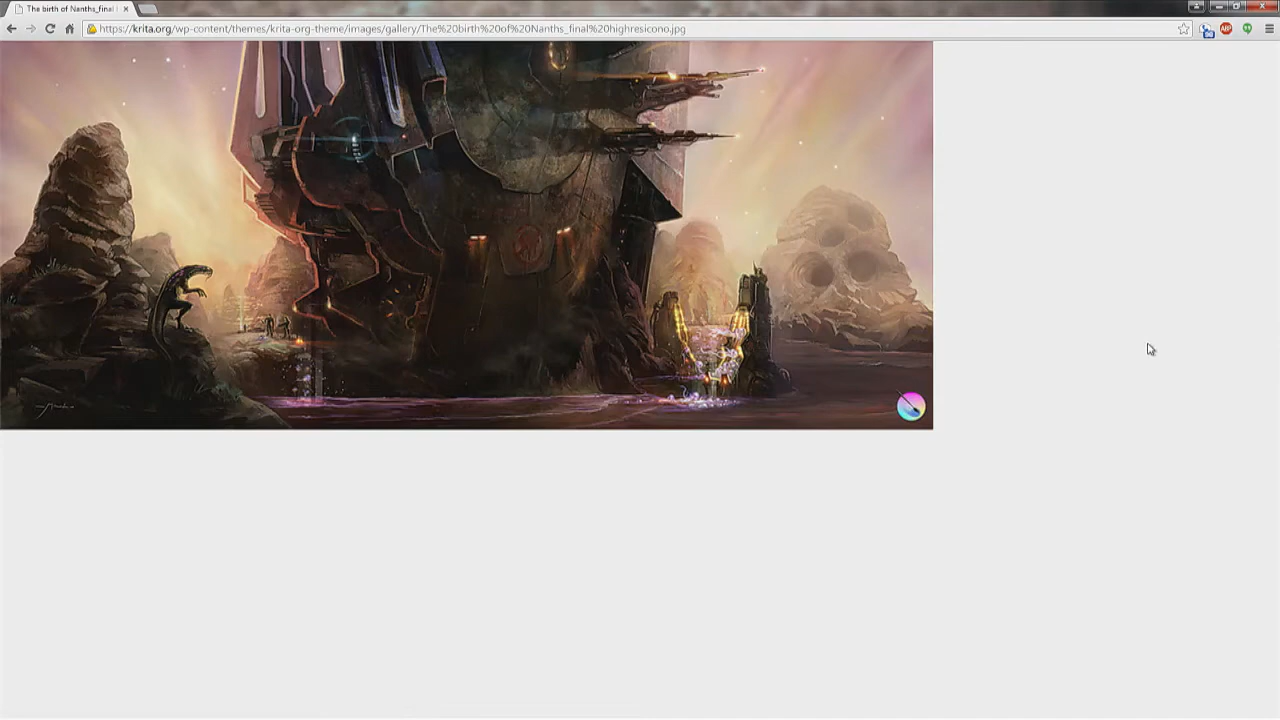 The birth of Nanths_final
https://krita.org/wp-content/themes/krita-org-theme/images/gallery/The%20birth%20of%20Nanths_final%20highresicono.jpg
ABP